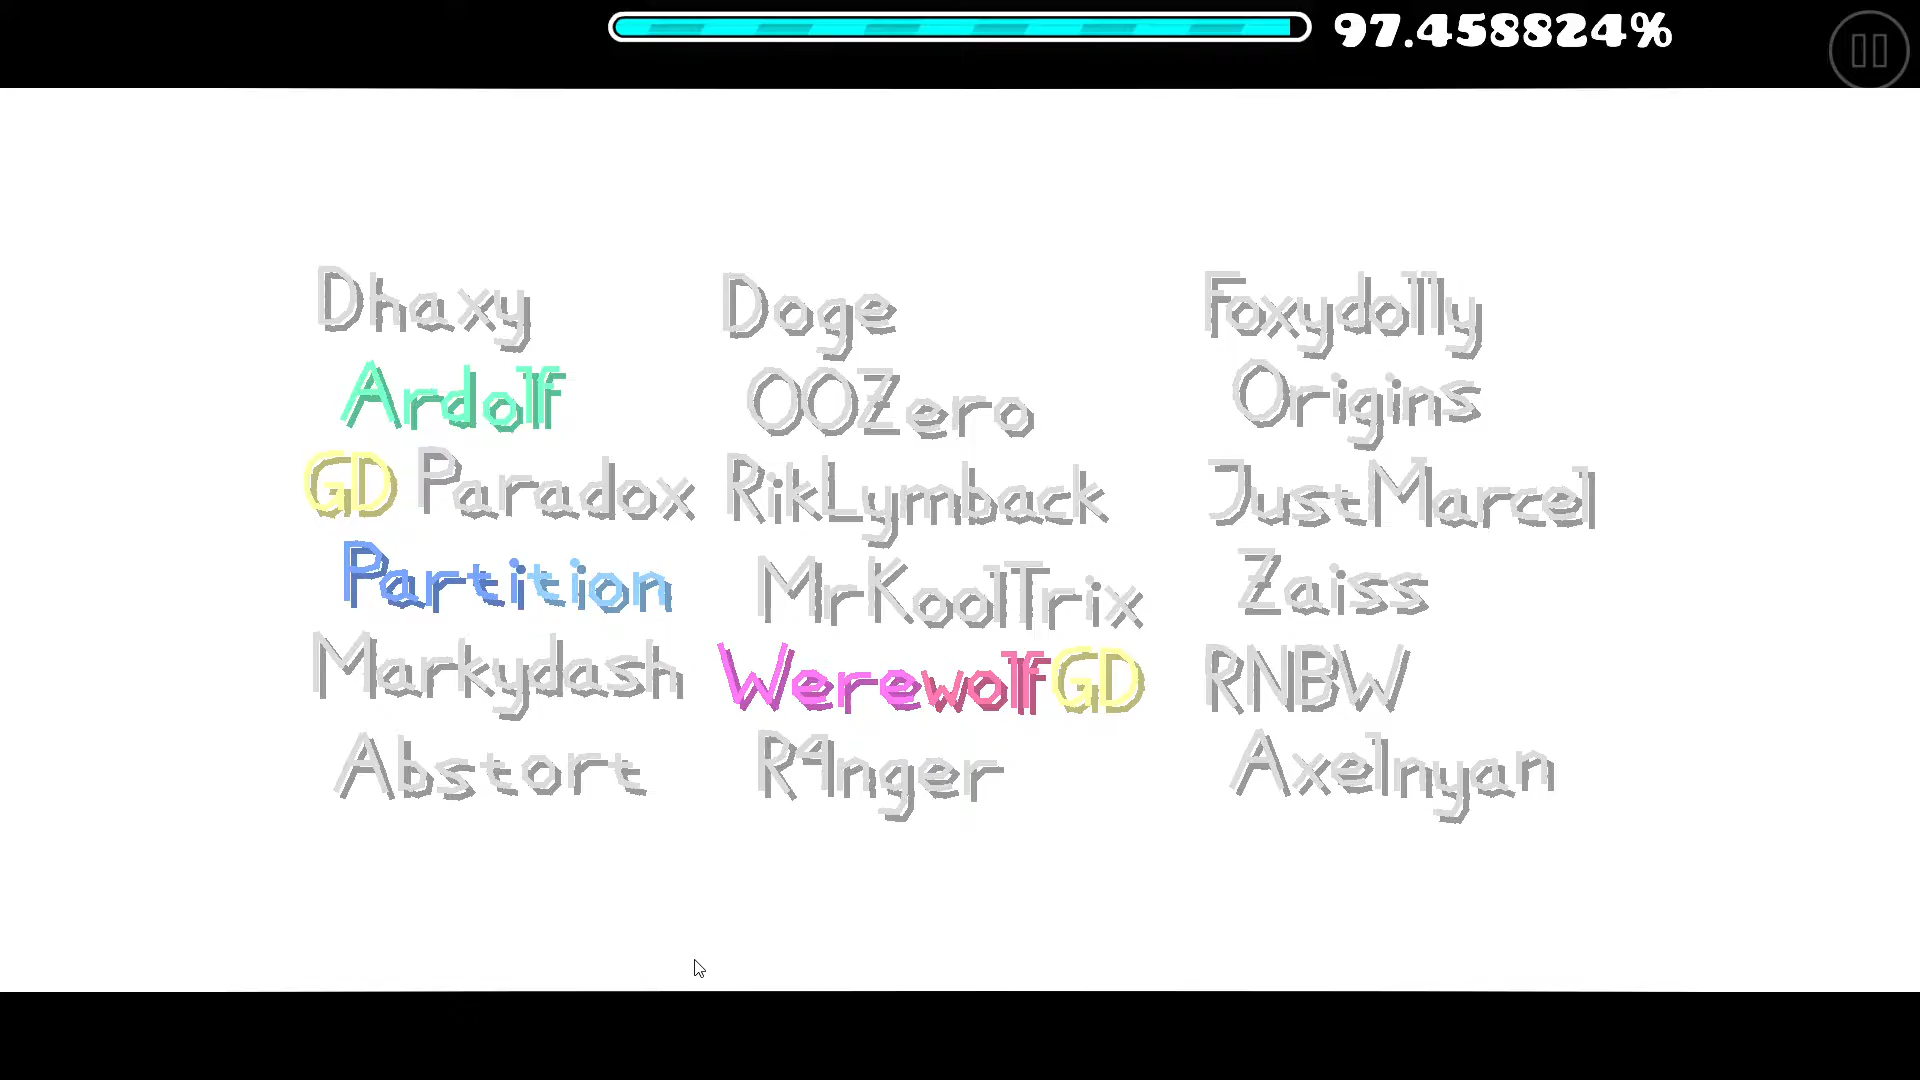 97.458824%
Dhaxy
Ardolf
GD Paradox
Partition
Markydash
Abstort
Doge
OOZero
RikLymback
MrKoolTrix
WerewolfGD
R4nger
Foxydolly
Origins
JustMarcel
Zaiss
RNBW
Axelnyan